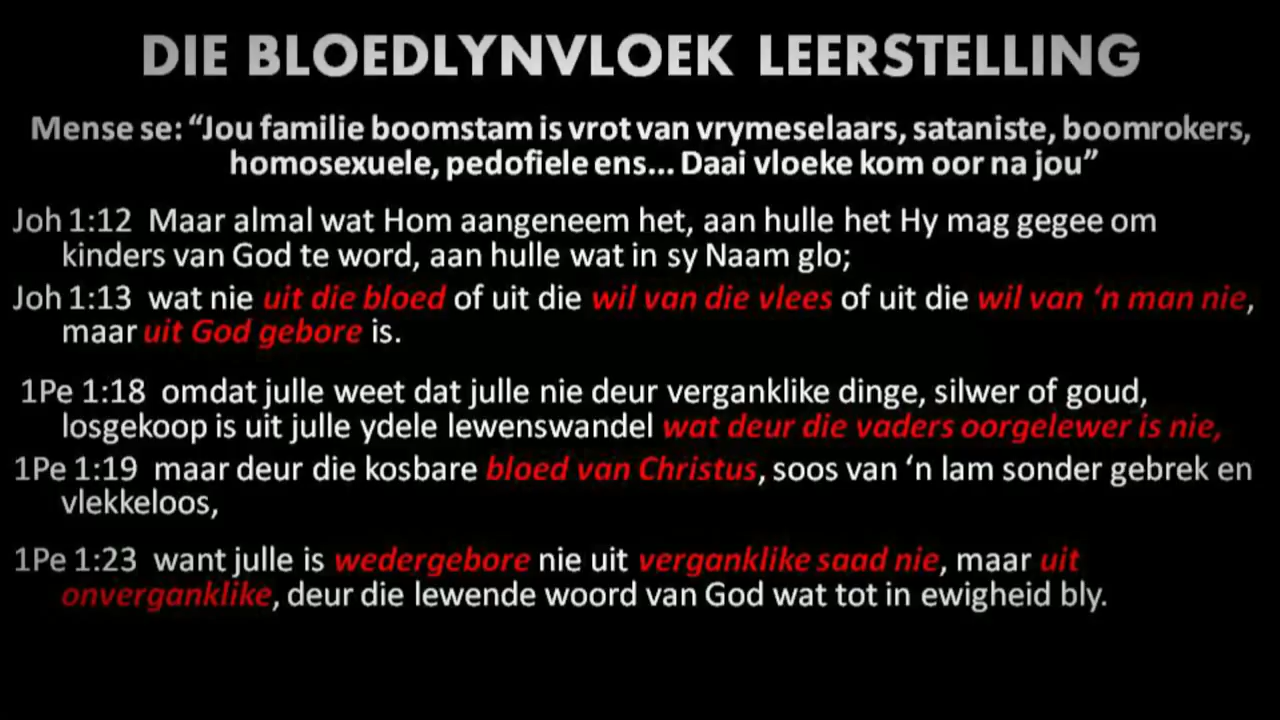 DIE BLOEDLYNVLOEK LEERSTELLING
Mense se: “Jou familie boomstam is vrot van vrymeselaars, sataniste, boomrokers,
homosexuele, pedofiele ens... Daai vloeke kom oor na jou”
Joh 1:12 Maar almal wat Hom aangeneem het, aan hulle het Hy mag gegee om
kinders van God te word, aan hulle wat in sy Naam glo;
Joh 1:13 wat nie uit die bloed of uit die wil van die vlees of uit die wil van ‘n man nie,
maar uit God gebore is.
1Pe 1:18 omdat julle weet dat julle nie deur verganklike dinge, silwer of goud,
losgekoop is uit julle ydele lewenswandel wat deur die vaders oorgelewer is nie,
1Pe 1:19 maar deur die kosbare bloed van Christus, soos van ‘n lam sonder gebrek en
vlekkeloos,
1Pe 1:23 want julle is wedergebore nie uit verganklike saad nie, maar uit
onverganklike, deur die lewende woord van God wat tot in ewigheid bly.